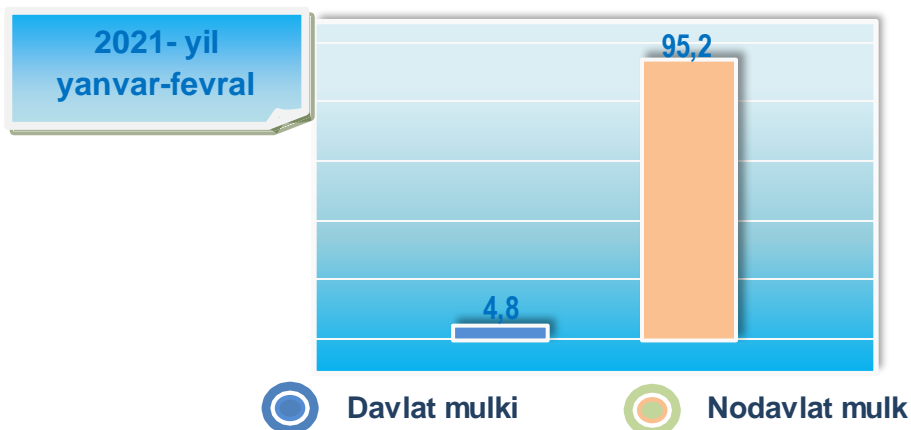 2021- yil
yanvar-fevral
95,2
4,8
Davlat mulki
Nodavlat mulk